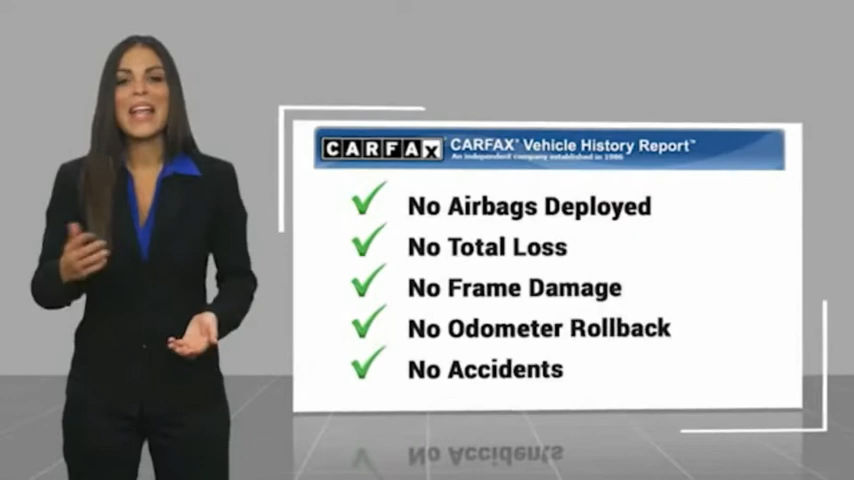 CARFAX CARFAX® Vehicle History Report™
An independent company established in 1986
No Airbags Deployed
No Total Loss
No Frame Damage
No Odometer Rollback
No Accidents
No Accidents